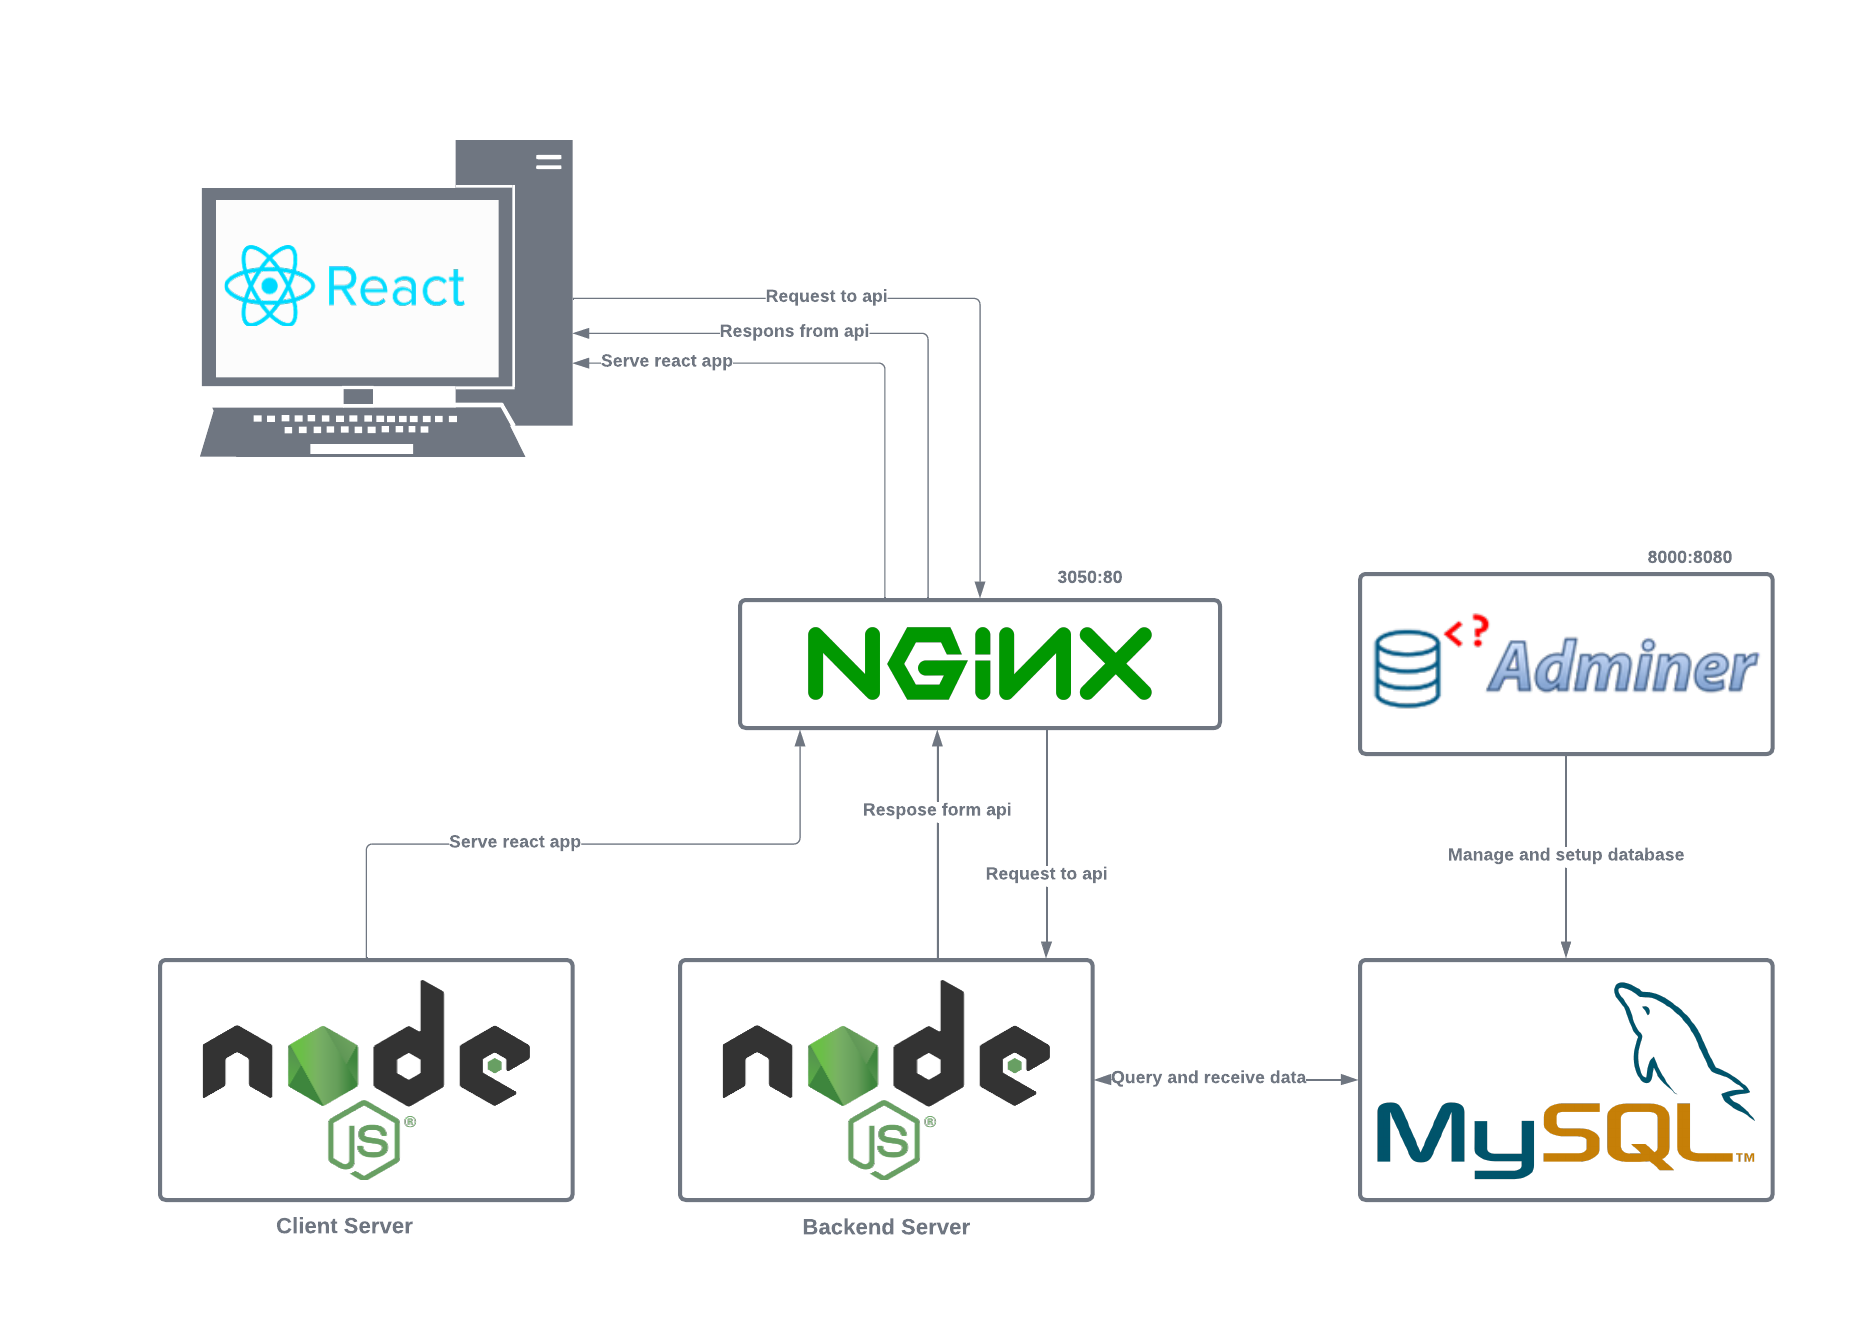 React
Request to api
Respons from api
Serve react app
3050:80
8000:8080
NGINX
<? Adminer
Respose form api
Serve react app
Manage and setup database
Request to api
node
JS®
node
JS®
Query and receive data
MySQL™
Client Server
Backend Server